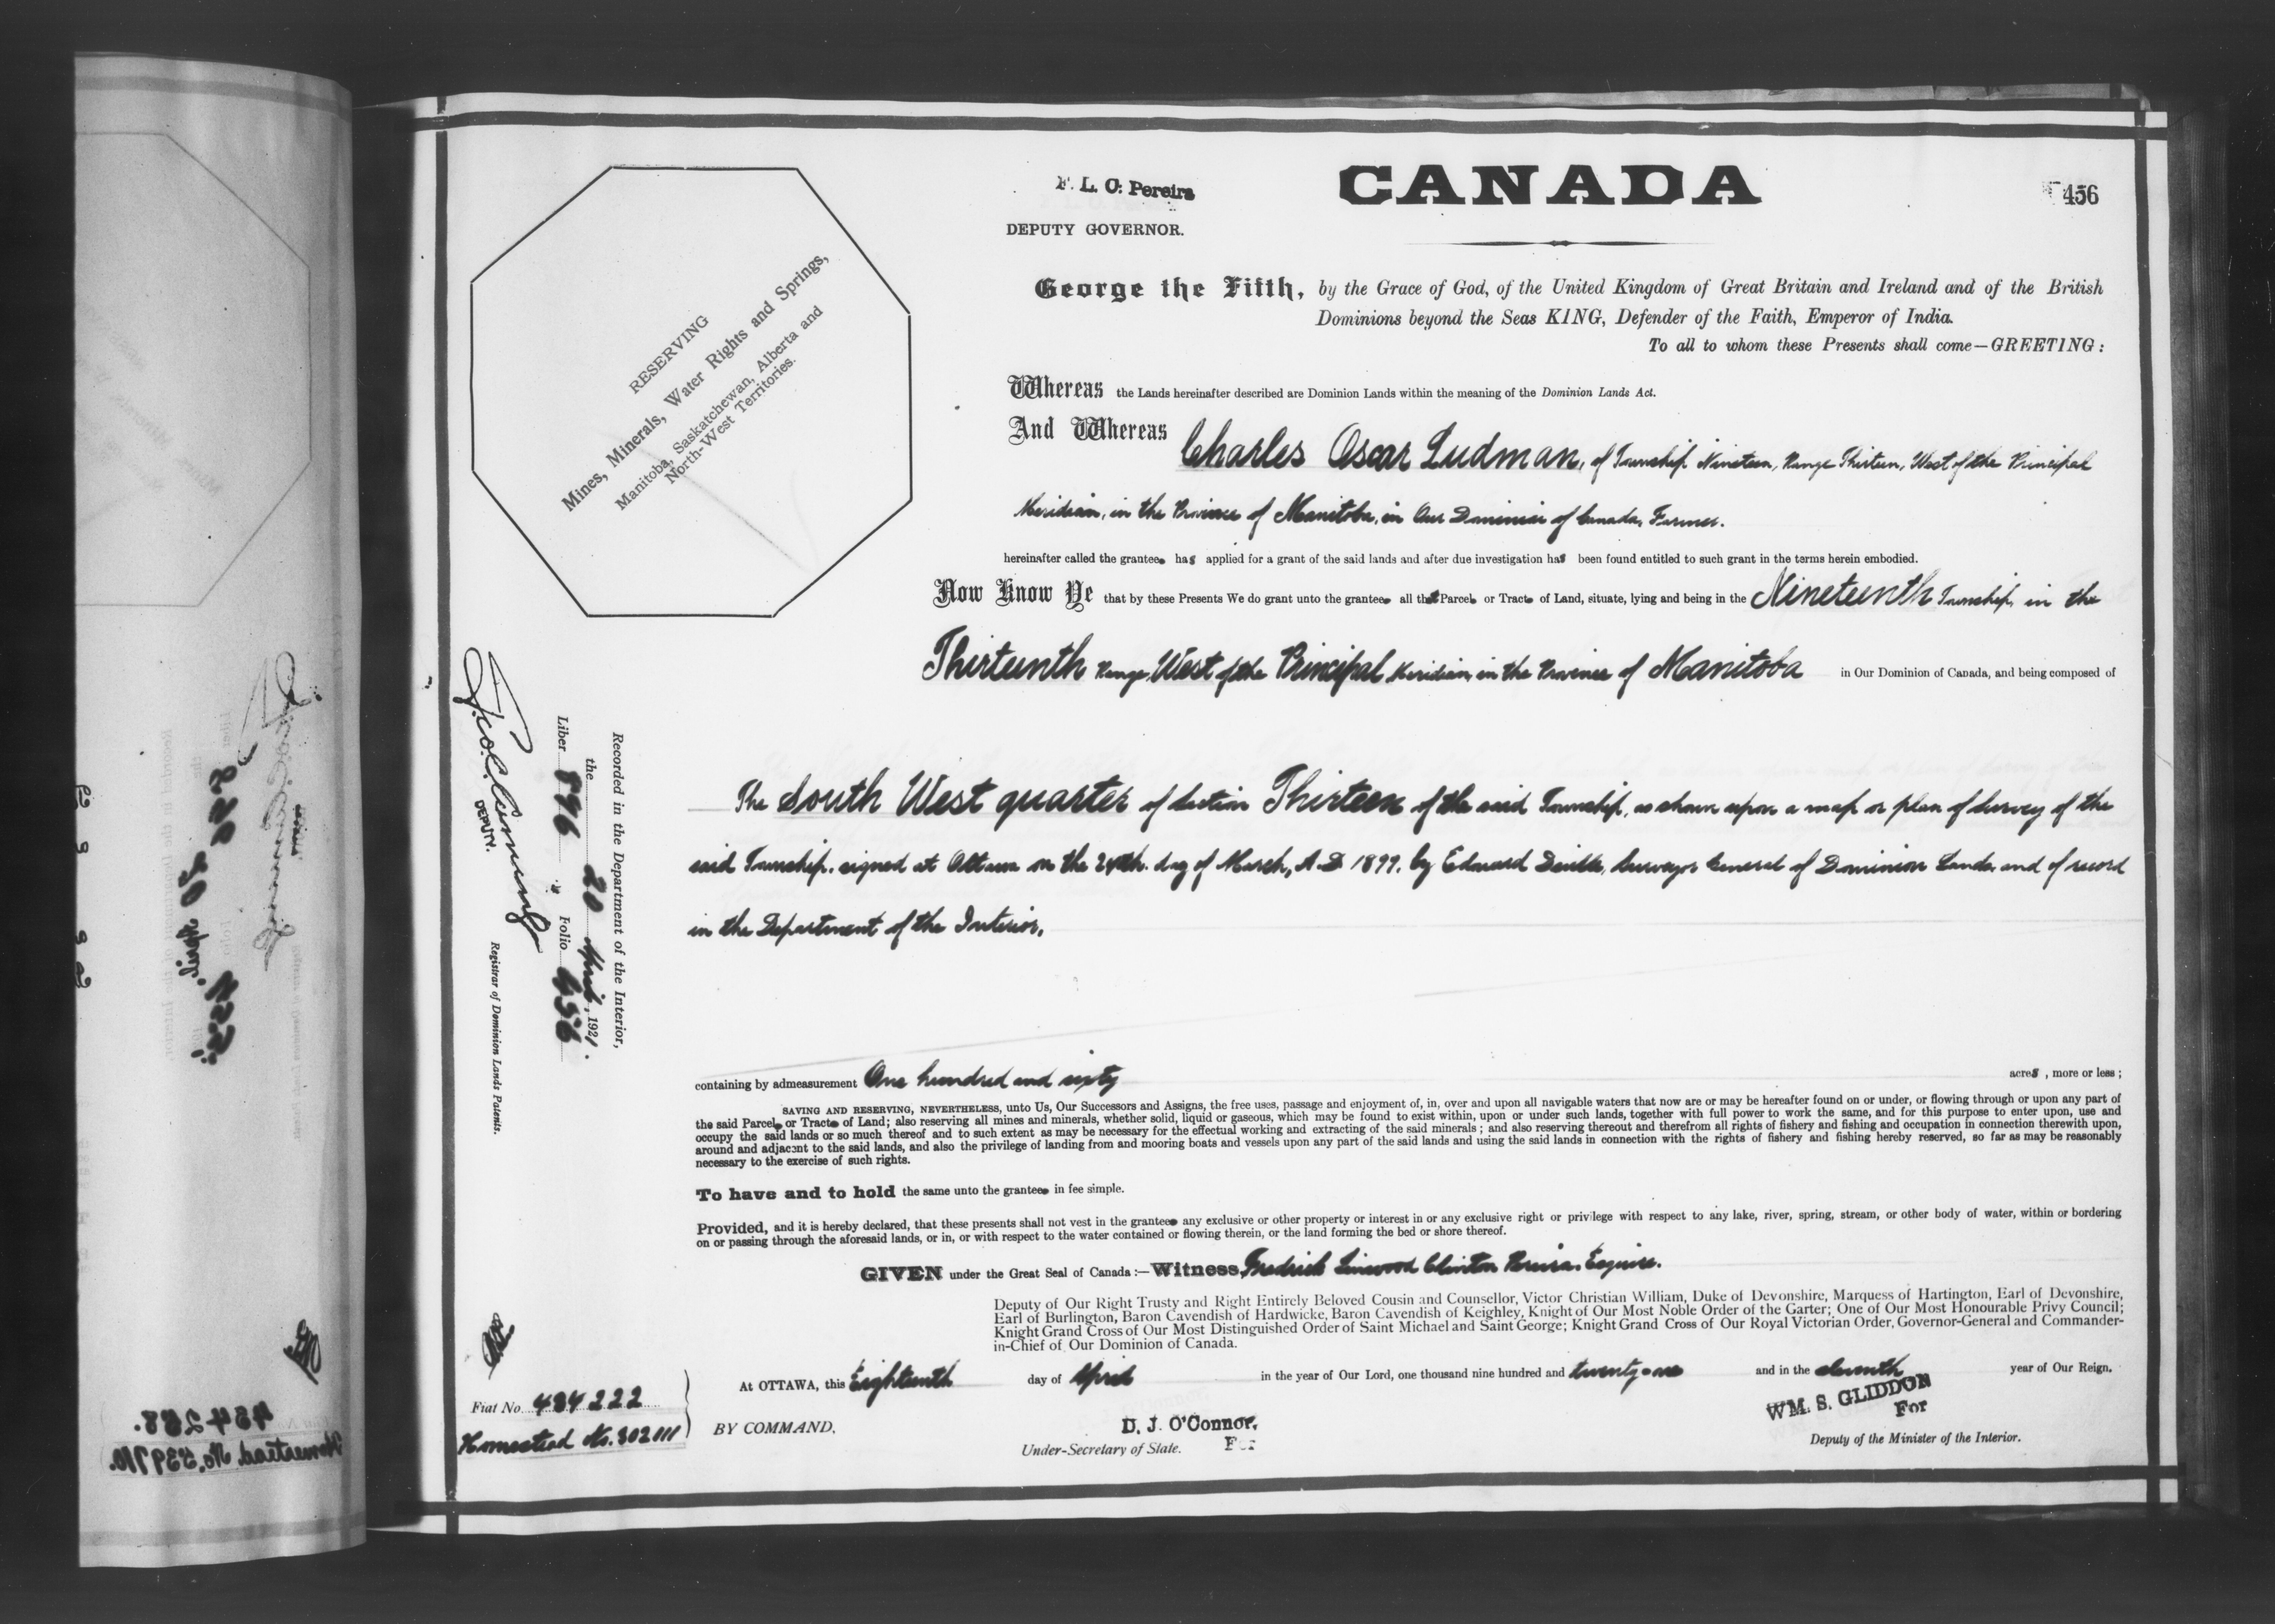 F. L. C. Pereira
DEPUTY GOVERNOR.
CANADA
456
George the Fifth, by the Grace of God, of the United Kingdom of Great Britain and Ireland and of the British
Dominions beyond the Seas KING, Defender of the Faith, Emperor of India.
To all to whom these Presents shall come—GREETING:
RESERVING
Mines, Minerals, Water Rights and Springs,
Manitoba, Saskatchewan, Alberta and
North-West Territories.
Whereas the Lands hereinafter described are Dominion Lands within the meaning of the Dominion Lands Act.
And Whereas Charles Oscar Ludman, of Township Nineteen, Range Thirteen, West of the Principal
Meridian, in the Province of Manitoba, in Our Dominion of Canada, Farmer.
hereinafter called the grantee has applied for a grant of the said lands and after due investigation has been found entitled to such grant in the terms herein embodied.
Now Know Ye that by these Presents We do grant unto the grantee all that Parcel or Tract of Land, situate, lying and being in the Nineteenth Township, in the
Thirteenth Range, West of the Principal Meridian, in the Province of Manitoba in Our Dominion of Canada, and being composed of
The South West quarter of Section Thirteen of the said Township, as shown upon a map or plan of survey of the
said Township, signed at Ottawa on the 24th. day of March, A.D. 1899, by Edouard Deville, Surveyor General of Dominion Lands and of record
in the Department of the Interior.
Recorded in the Department of the Interior,
the 20 April, 1921.
Liber 896 Folio 456
DEPUTY.
Registrar of Dominion Lands Patents.
containing by admeasurement One hundred and sixty acres, more or less;
SAVING AND RESERVING, NEVERTHELESS, unto Us, Our Successors and Assigns, the free uses, passage and enjoyment of, in, over and upon all navigable waters that now are or may be hereafter found on or under, or flowing through or upon any part of
the said Parcel or Tract of Land; also reserving all mines and minerals, whether solid, liquid or gaseous, which may be found to exist within, upon or under such lands, together with full power to work the same, and for this purpose to enter upon, use and
occupy the said lands or so much thereof and to such extent as may be necessary for the effectual working and extracting of the said minerals; and also reserving thereout and therefrom all rights of fishery and fishing and occupation in connection therewith upon,
around and adjacent to the said lands, and also the privilege of landing from and mooring boats and vessels upon any part of the said lands and using the said lands in connection with the rights of fishery and fishing hereby reserved, so far as may be reasonably
necessary to the exercise of such rights.
To have and to hold the same unto the grantee in fee simple.
Provided, and it is hereby declared, that these presents shall not vest in the grantee any exclusive or other property or interest in or any exclusive right or privilege with respect to any lake, river, spring, stream, or other body of water, within or bordering
on or passing through the aforesaid lands, or in, or with respect to the water contained or flowing therein, or the land forming the bed or shore thereof.
GIVEN under the Great Seal of Canada:—Witness, Fredrick Linwood Clinton Pereira, Esquire.
Deputy of Our Right Trusty and Right Entirely Beloved Cousin and Counsellor, Victor Christian William, Duke of Devonshire, Marquess of Hartington, Earl of Devonshire,
Earl of Burlington, Baron Cavendish of Hardwicke, Baron Cavendish of Keighley, Knight of Our Most Noble Order of the Garter; One of Our Most Honourable Privy Council;
Knight Grand Cross of Our Most Distinguished Order of Saint Michael and Saint George; Knight Grand Cross of Our Royal Victorian Order, Governor-General and Commander-
in-Chief of Our Dominion of Canada.
At OTTAWA, this Eighteenth day of April in the year of Our Lord, one thousand nine hundred and twenty-one and in the eleventh year of Our Reign.
Fiat No. 484222
Homestead No. 302111
BY COMMAND,
D. J. O'Connor,
For
Under-Secretary of State.
WM. S. GLIDDON
For
Deputy of the Minister of the Interior.